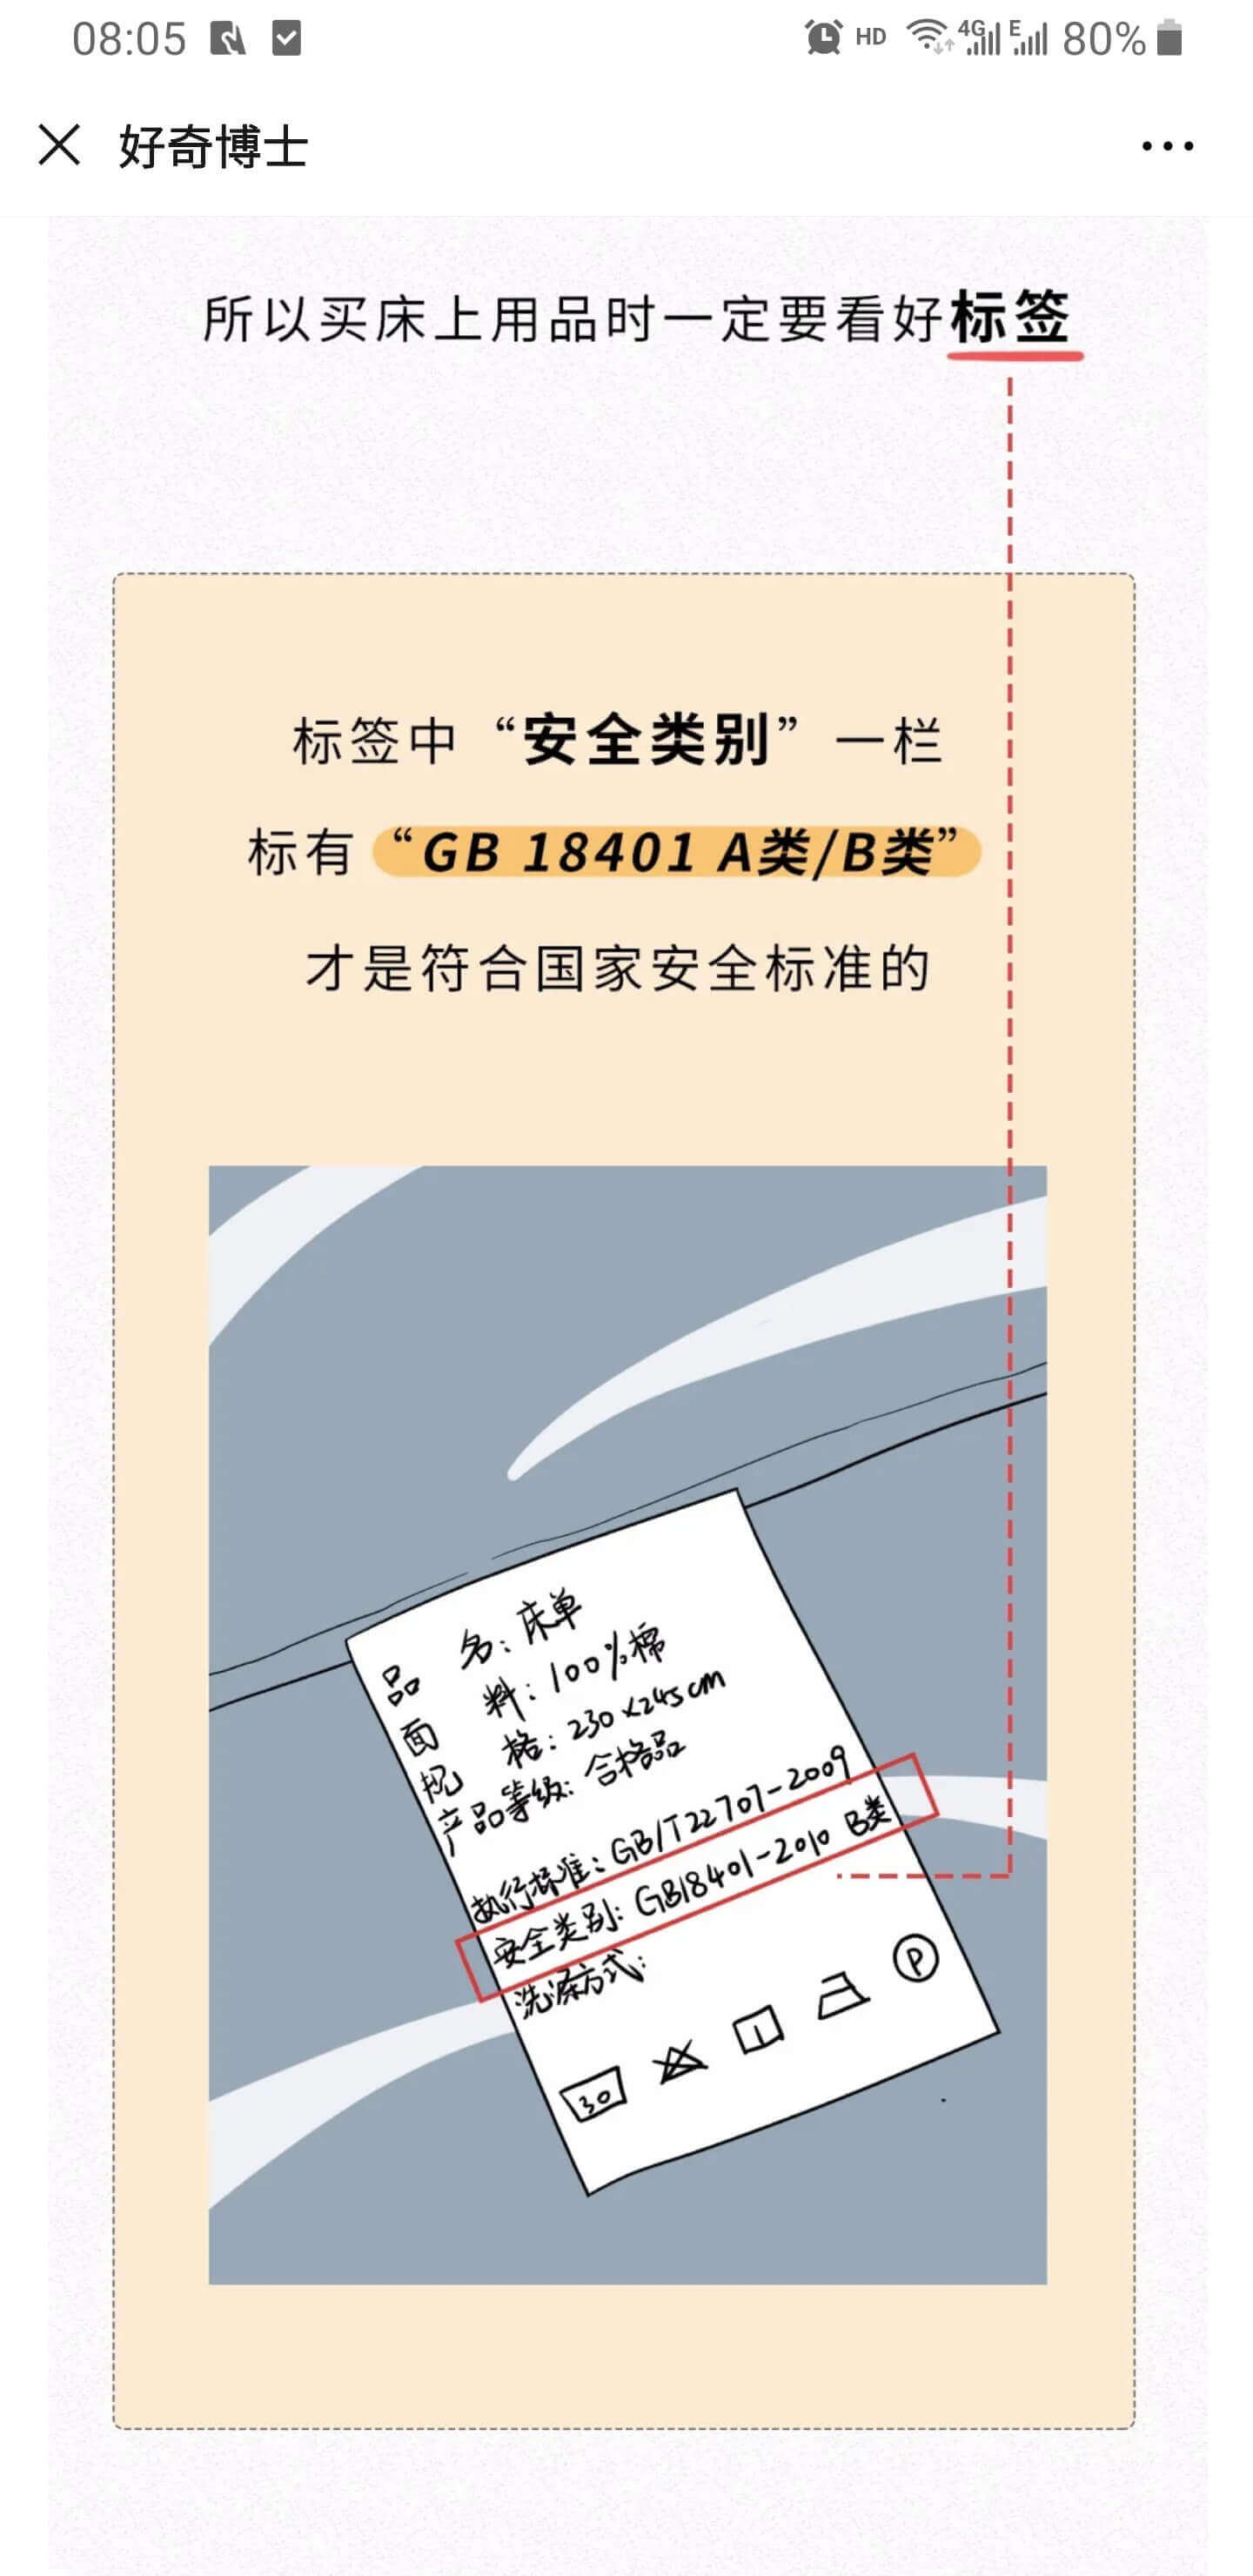 08:05
HD
4G
E
80%
好奇博士
所以买床上用品时一定要看好标签
标签中“安全类别”一栏
标有“GB 18401 A类/B类”
才是符合国家安全标准的
品 名：床单
面 料：100%棉
规 格：230x245cm
产品等级：合格品
执行标准：GB/T22707-2009
安全类别：GB18401-2010 B类
洗涤方式：
30
P